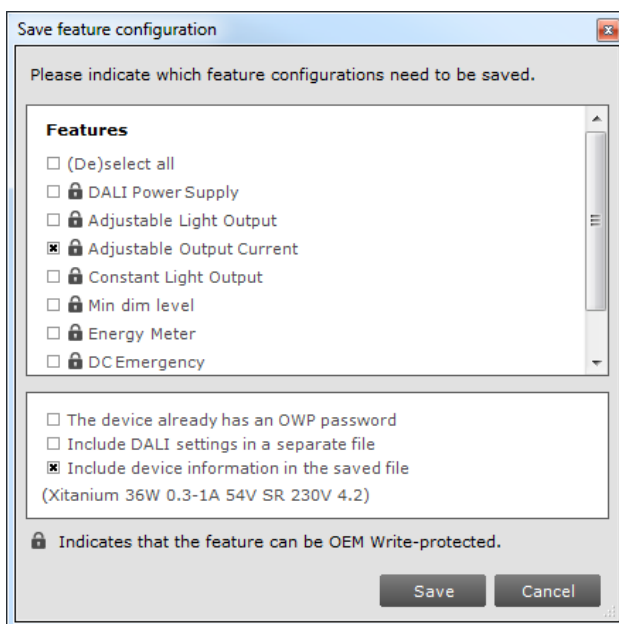 Save feature configuration
Please indicate which feature configurations need to be saved.
Features
(De)select all
DALI Power Supply
Adjustable Light Output
Adjustable Output Current
Constant Light Output
Min dim level
Energy Meter
DC Emergency
The device already has an OWP password
Include DALI settings in a separate file
Include device information in the saved file
(Xitanium 36W 0.3-1A 54V SR 230V 4.2)
Indicates that the feature can be OEM Write-protected.
Save Cancel